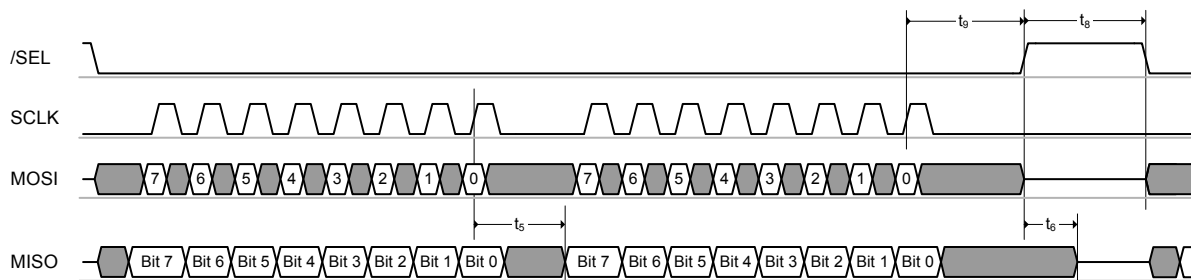 t9 t8
/SEL
SCLK
MOSI 7 6 5 4 3 2 1 0 7 6 5 4 3 2 1 0
t5 t6
MISO Bit 7 Bit 6 Bit 5 Bit 4 Bit 3 Bit 2 Bit 1 Bit 0 Bit 7 Bit 6 Bit 5 Bit 4 Bit 3 Bit 2 Bit 1 Bit 0